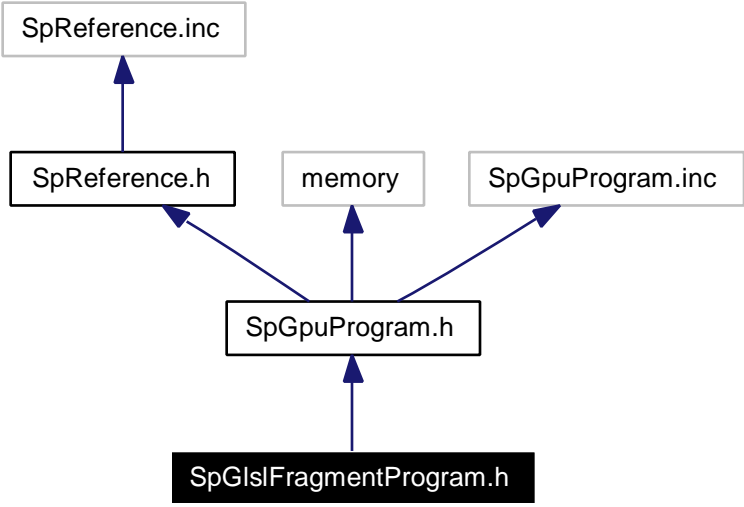 SpReference.inc
SpReference.h
memory
SpGpuProgram.inc
SpGpuProgram.h
SpGlslFragmentProgram.h